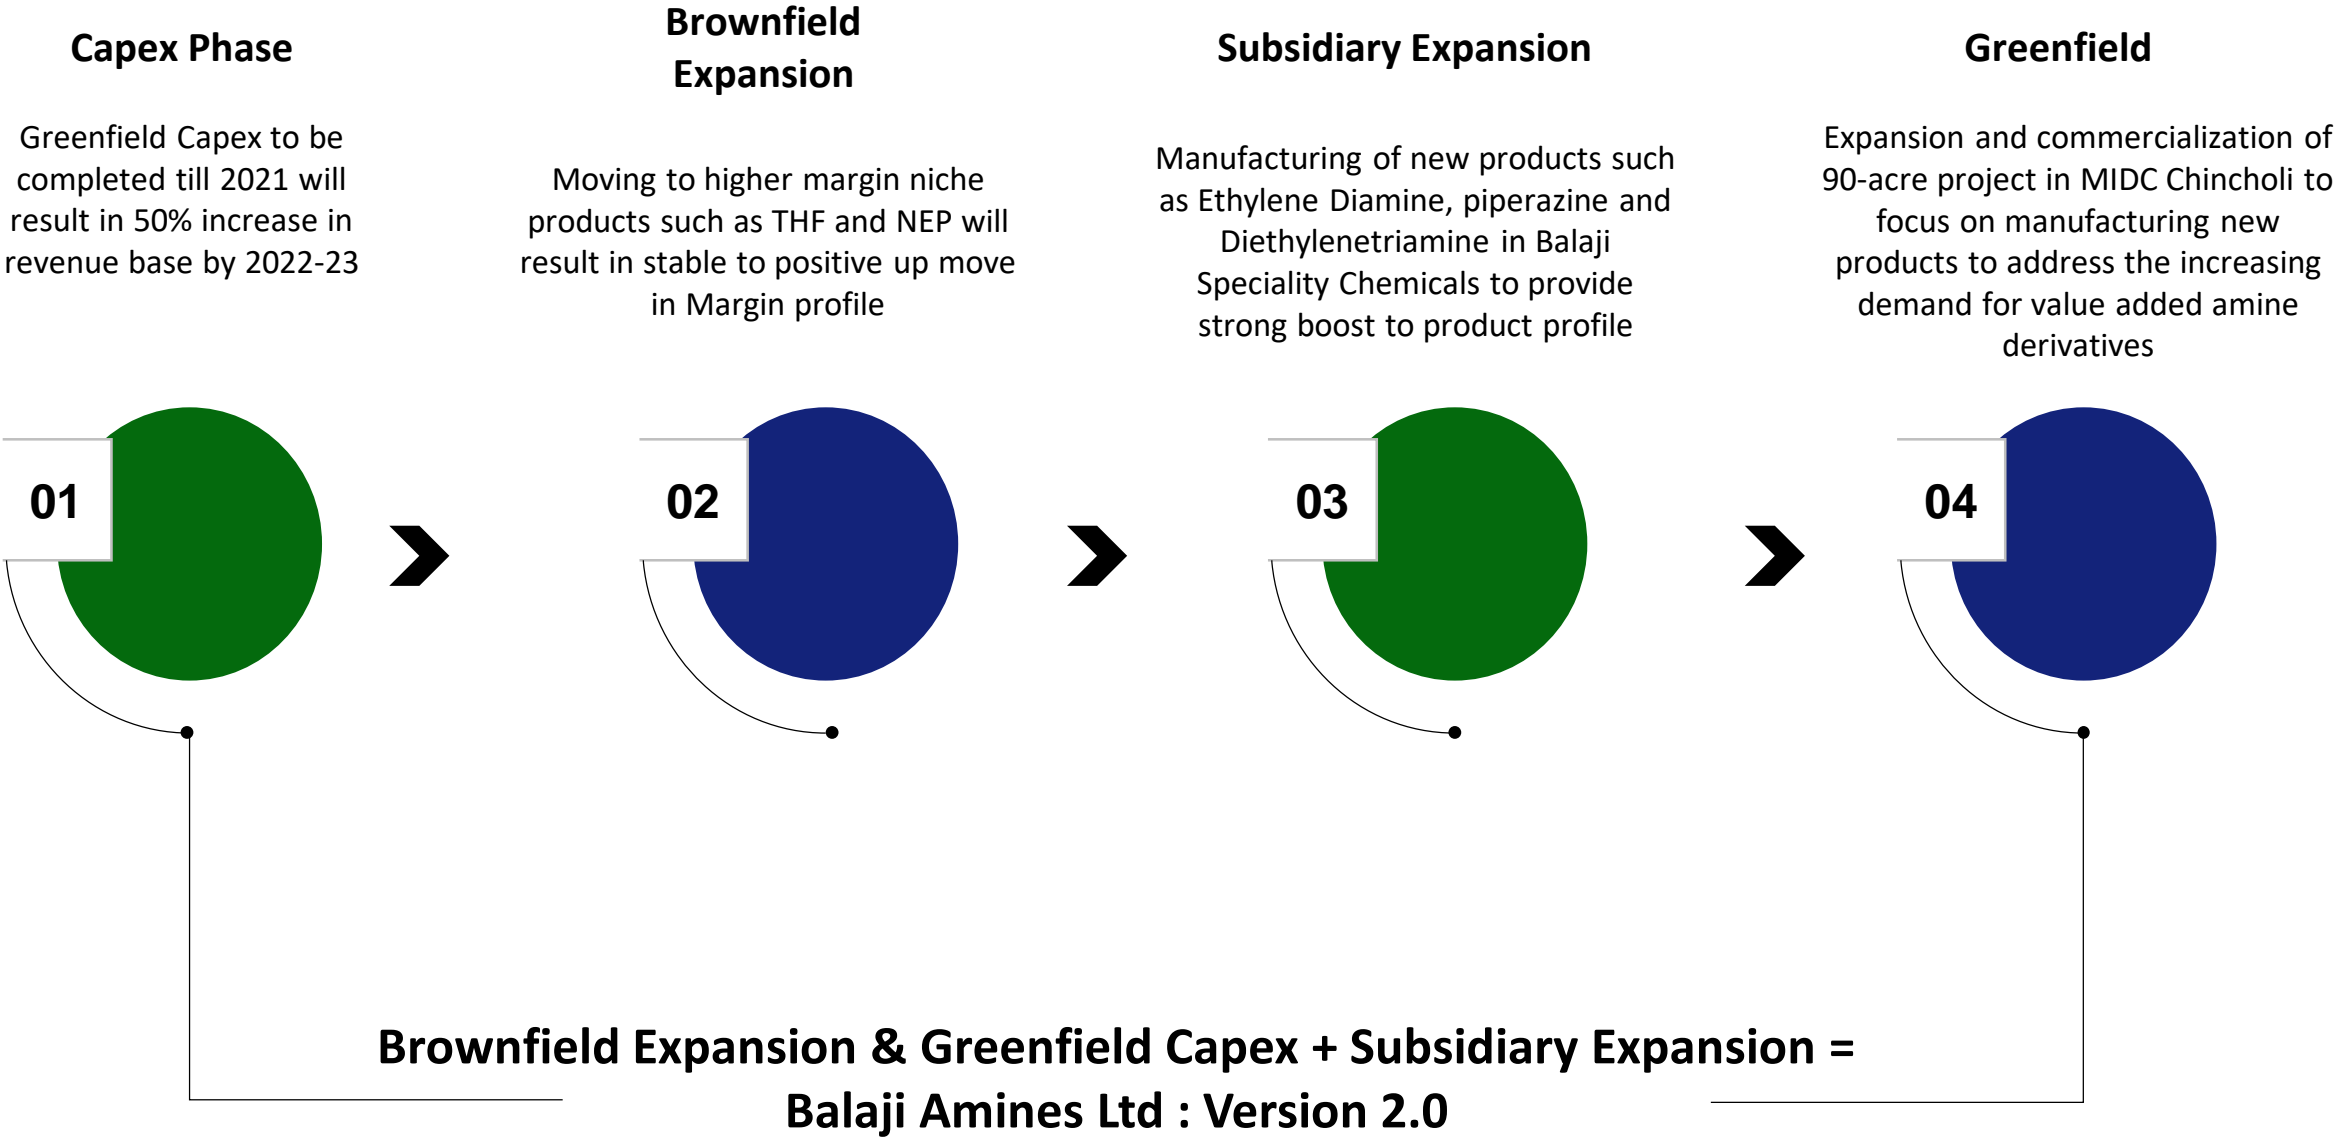 Capex Phase
Greenfield Capex to be
completed till 2021 will
result in 50% increase in
revenue base by 2022-23
Brownfield
Expansion
Moving to higher margin niche
products such as THF and NEP will
result in stable to positive up move
in Margin profile
Subsidiary Expansion
Manufacturing of new products such
as Ethylene Diamine, piperazine and
Diethylenetriamine in Balaji
Speciality Chemicals to provide
strong boost to product profile
Greenfield
Expansion and commercialization of
90-acre project in MIDC Chincholi to
focus on manufacturing new
products to address the increasing
demand for value added amine
derivatives
01
02
03
04
Brownfield Expansion & Greenfield Capex + Subsidiary Expansion =
Balaji Amines Ltd : Version 2.0